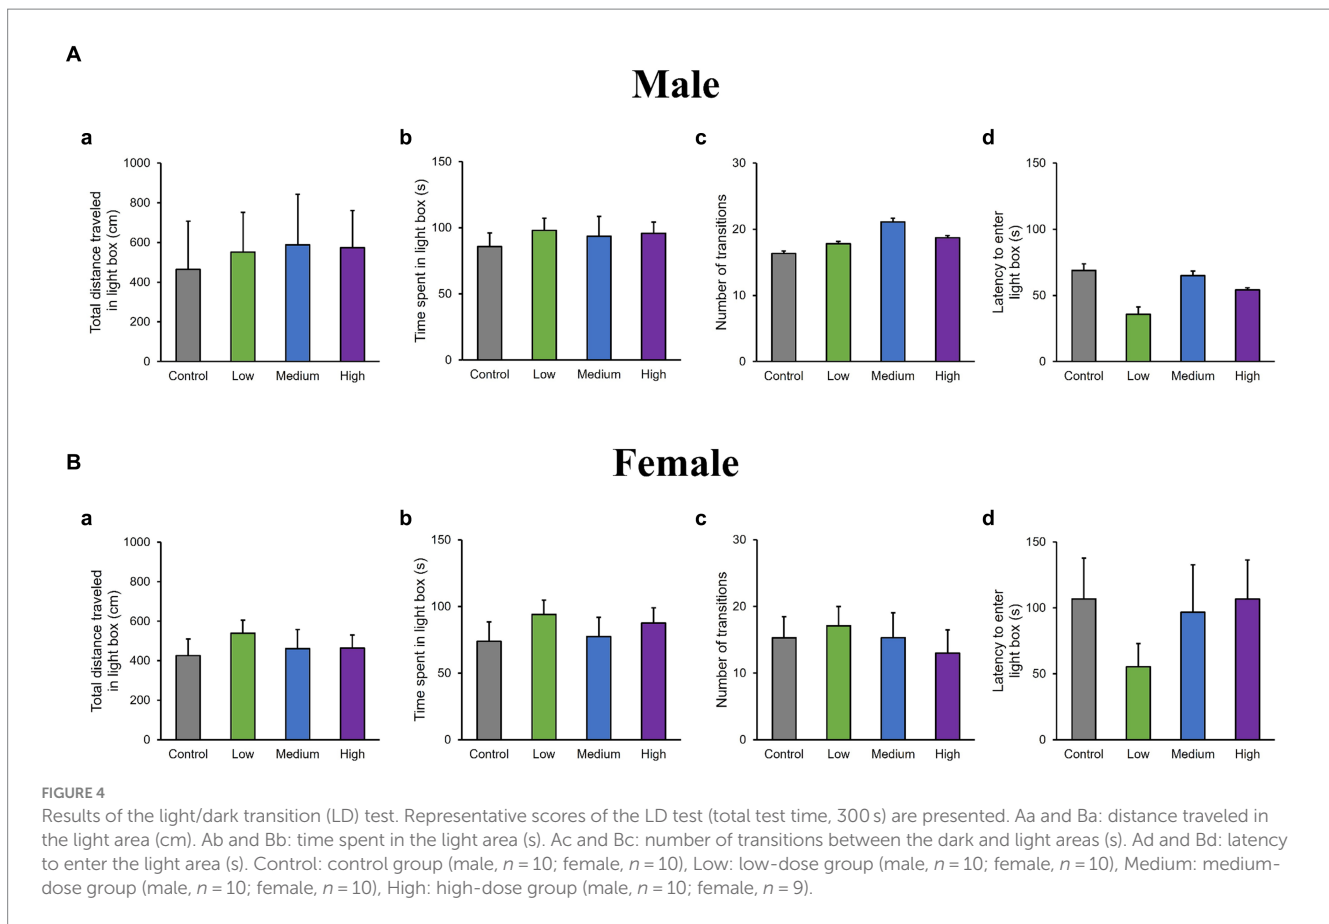 A
Male
a
Total distance traveled
in light box (cm)
1000
800
600
400
200
0
Control Low Medium High
b
Time spent in light box (s)
150
100
50
0
Control Low Medium High
c
Number of transitions
30
20
10
0
Control Low Medium High
d
Latency to enter
light box (s)
150
100
50
0
Control Low Medium High
B
Female
a
Total distance traveled
in light box (cm)
1000
800
600
400
200
0
Control Low Medium High
b
Time spent in light box (s)
150
100
50
0
Control Low Medium High
c
Number of transitions
30
20
10
0
Control Low Medium High
d
Latency to enter
light box (s)
150
100
50
0
Control Low Medium High
FIGURE 4
Results of the light/dark transition (LD) test. Representative scores of the LD test (total test time, 300 s) are presented. Aa and Ba: distance traveled in
the light area (cm). Ab and Bb: time spent in the light area (s). Ac and Bc: number of transitions between the dark and light areas (s). Ad and Bd: latency
to enter the light area (s). Control: control group (male, n = 10; female, n = 10), Low: low-dose group (male, n = 10; female, n = 10), Medium: medium-
dose group (male, n = 10; female, n = 10), High: high-dose group (male, n = 10; female, n = 9).